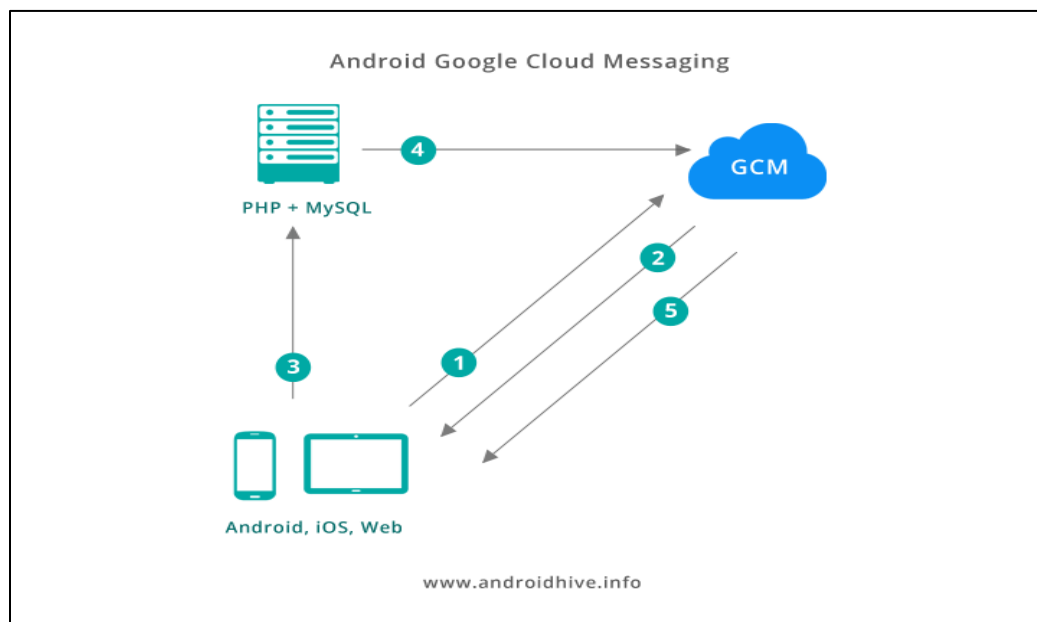 Android Google Cloud Messaging
4
GCM
PHP + MySQL
2
5
1
3
Android, iOS, Web
www.androidhive.info